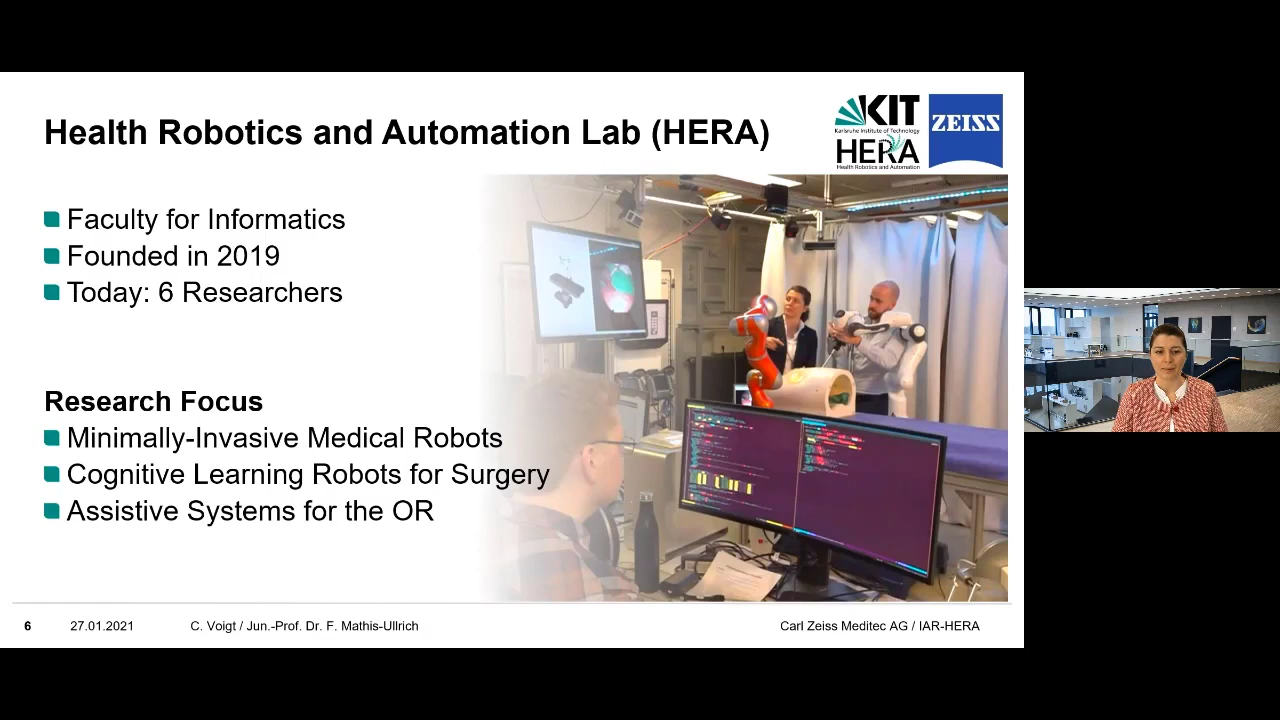 Health Robotics and Automation Lab (HERA)
KIT
Karlsruhe Institute of Technology
HERA
Health Robotics and Automation
ZEISS
Faculty for Informatics
Founded in 2019
Today: 6 Researchers
Research Focus
Minimally-Invasive Medical Robots
Cognitive Learning Robots for Surgery
Assistive Systems for the OR
6 27.01.2021 C. Voigt / Jun.-Prof. Dr. F. Mathis-Ullrich Carl Zeiss Meditec AG / IAR-HERA